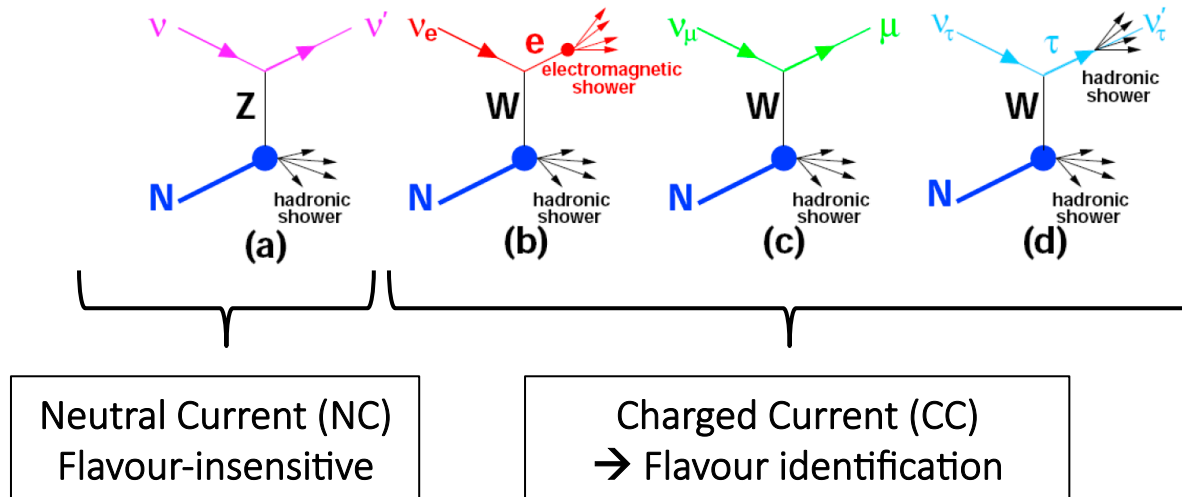 ν ν′
Z
N
hadronic
shower
(a)
νe e
electromagnetic
shower
W
N
hadronic
shower
(b)
νμ μ
W
N
hadronic
shower
(c)
ντ τ ν′τ
hadronic
shower
W
N
hadronic
shower
(d)
Neutral Current (NC)
Flavour-insensitive
Charged Current (CC)
→ Flavour identification